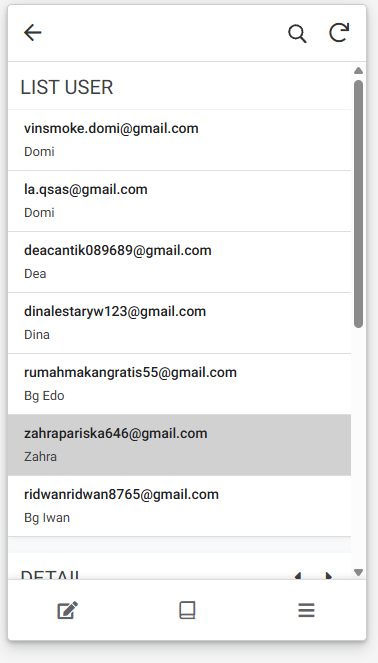 LIST USER
vinsmoke.domi@gmail.com
Domi
la.qsas@gmail.com
Domi
deacantik089689@gmail.com
Dea
dinalestaryw123@gmail.com
Dina
rumahmakangratis55@gmail.com
Bg Edo
zahrapariska646@gmail.com
Zahra
ridwanridwan8765@gmail.com
Bg Iwan
DETAIL